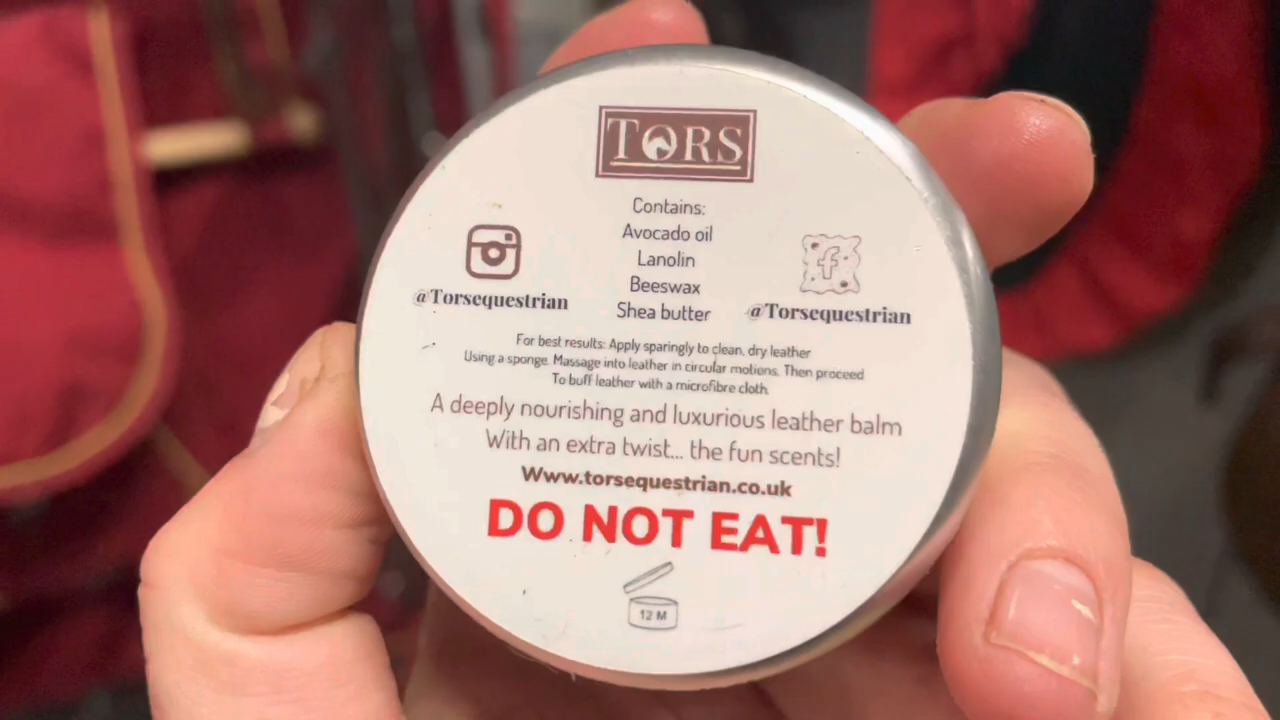 TORS
Contains:
Avocado oil
Lanolin
Beeswax
Shea butter
@Torsequestrian
@Torsequestrian
For best results: Apply sparingly to clean, dry leather
Using a sponge. Massage into leather in circular motions. Then proceed
To buff leather with a microfibre cloth.
A deeply nourishing and luxurious leather balm
With an extra twist... the fun scents!
Www.torsequestrian.co.uk
DO NOT EAT!
12 M